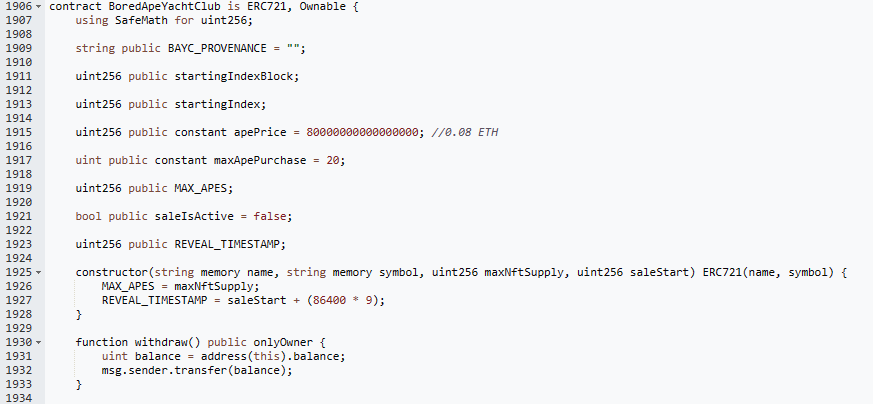 1906 contract BoredApeYachtClub is ERC721, Ownable {
1907 using SafeMath for uint256;
1908
1909 string public BAYC_PROVENANCE = "";
1910
1911 uint256 public startingIndexBlock;
1912
1913 uint256 public startingIndex;
1914
1915 uint256 public constant apePrice = 80000000000000000; //0.08 ETH
1916
1917 uint public constant maxApePurchase = 20;
1918
1919 uint256 public MAX_APES;
1920
1921 bool public saleIsActive = false;
1922
1923 uint256 public REVEAL_TIMESTAMP;
1924
1925 constructor(string memory name, string memory symbol, uint256 maxNftSupply, uint256 saleStart) ERC721(name, symbol) {
1926 MAX_APES = maxNftSupply;
1927 REVEAL_TIMESTAMP = saleStart + (86400 * 9);
1928 }
1929
1930 function withdraw() public onlyOwner {
1931 uint balance = address(this).balance;
1932 msg.sender.transfer(balance);
1933 }
1934